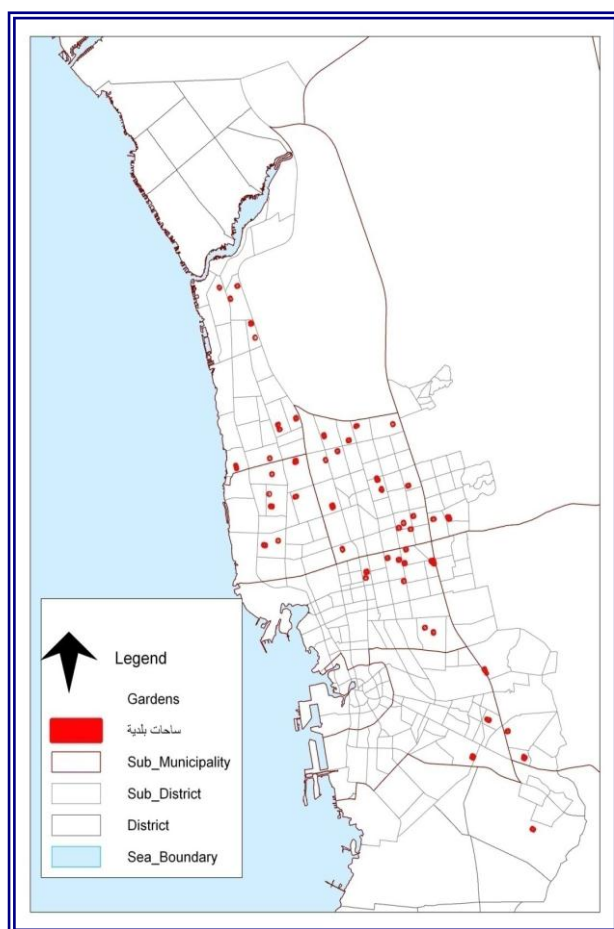 Legend
Gardens
ساحات بلدية
Sub_Municipality
Sub_District
District
Sea_Boundary